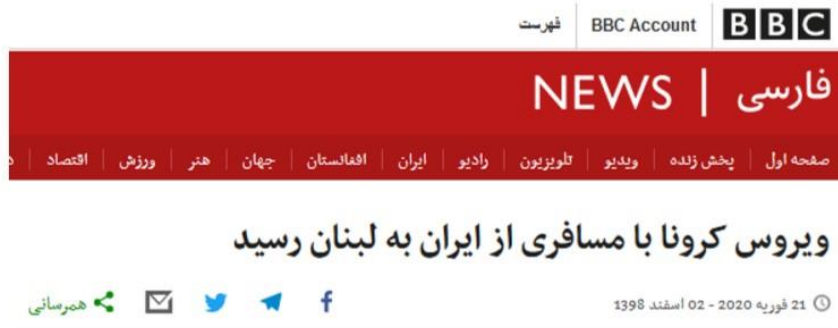 BBC BBC Account فهرست
فارسی | NEWS
صفحه اول | پخش زنده | ویدیو | تلویزیون | رادیو | ایران | افغانستان | جهان | هنر | ورزش | اقتصاد |
ویروس کرونا با مسافری از ایران به لبنان رسید
21 فوریه 2020 - 02 اسفند 1398 همرسانی